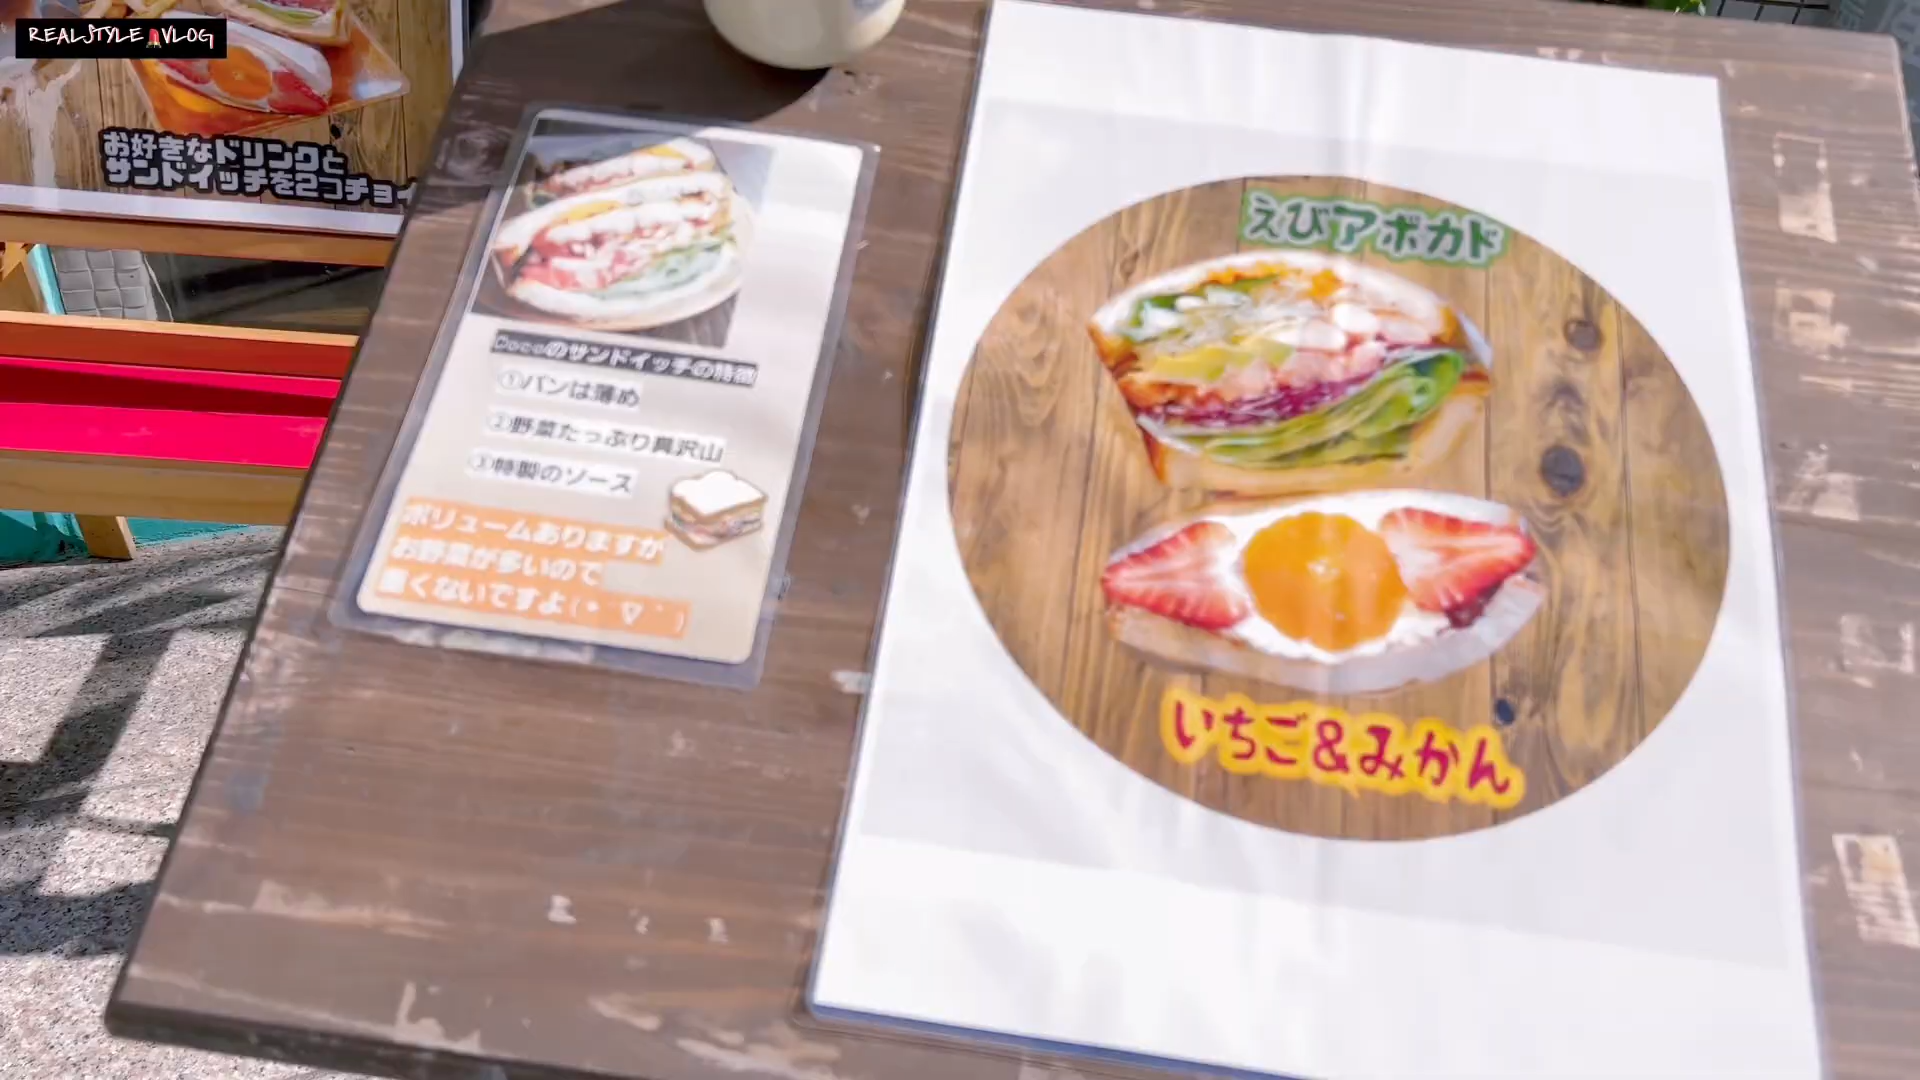 REALSTYLE VLOG
お好きなドリンクと
サンドイッチを2つチョイ
Docoのサンドイッチの特徴
①パンは薄め
②野菜たっぷり具沢山
③特製のソース
ボリュームありますが
お野菜が多いので
重くないですよ(*´∇｀)
えびアボカド
いちご&みかん